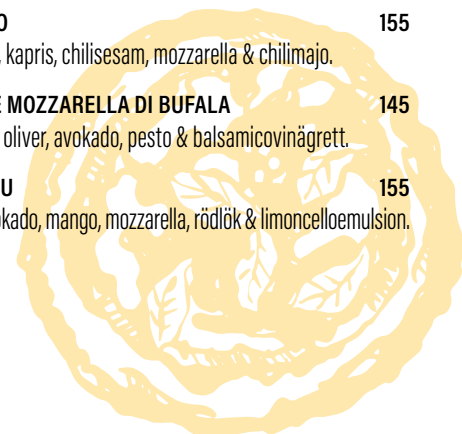 O 155
, kapris, chilisesam, mozzarella & chilimajo.
E MOZZARELLA DI BUFALA 145
oliver, avokado, pesto & balsamicovinägrett.
U 155
okado, mango, mozzarella, rödlök & limoncelloemulsion.